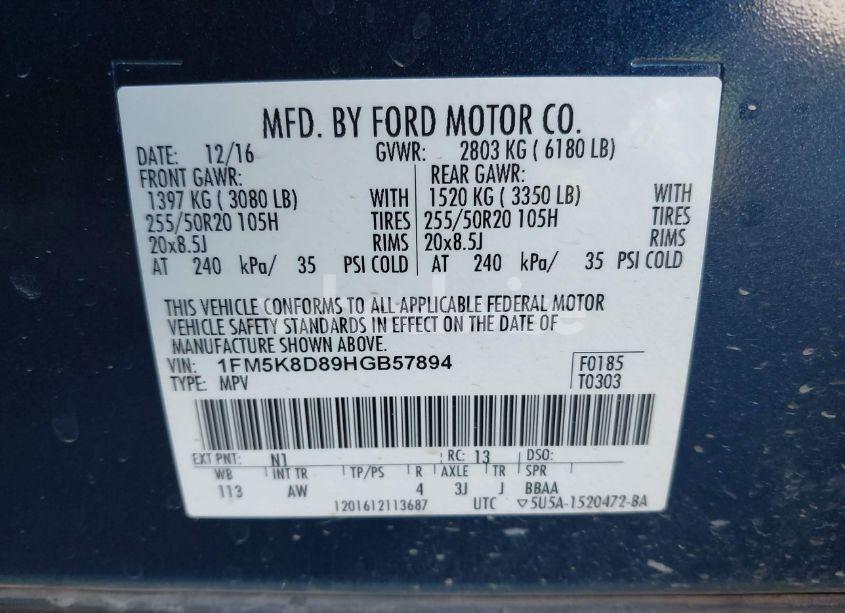 MFD. BY FORD MOTOR CO.
DATE: 12/16 GVWR: 2803 KG ( 6180 LB)
FRONT GAWR: REAR GAWR:
1397 KG ( 3080 LB) WITH 1520 KG ( 3350 LB) WITH
255/50R20 105H TIRES 255/50R20 105H TIRES
20x8.5J RIMS 20x8.5J RIMS
AT 240 kPa/ 35 PSI COLD AT 240 kPa/ 35 PSI COLD
THIS VEHICLE CONFORMS TO ALL APPLICABLE FEDERAL MOTOR
VEHICLE SAFETY STANDARDS IN EFFECT ON THE DATE OF
MANUFACTURE SHOWN ABOVE.
VIN: 1FM5K8D89HGB57894 F0185
TYPE: MPV T0303
EXT PNT: N1 RC: 13 DSO:
WB INT TR TP/PS R AXLE TR SPR
113 AW 4 3J J BBAA
1201612113687 UTC ▽5U5A-1520472-BA